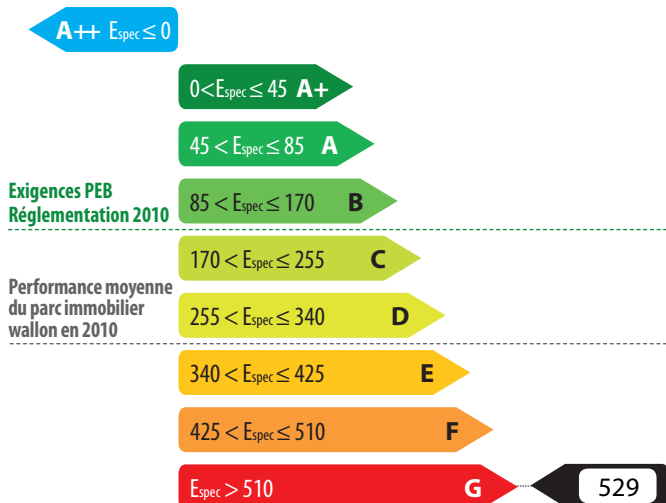 A++ Espec ≤ 0
0 < Espec ≤ 45 A+
45 < Espec ≤ 85 A
Exigences PEB
Réglementation 2010
85 < Espec ≤ 170 B
170 < Espec ≤ 255 C
Performance moyenne
du parc immobilier
wallon en 2010
255 < Espec ≤ 340 D
340 < Espec ≤ 425 E
425 < Espec ≤ 510 F
Espec > 510 G
529